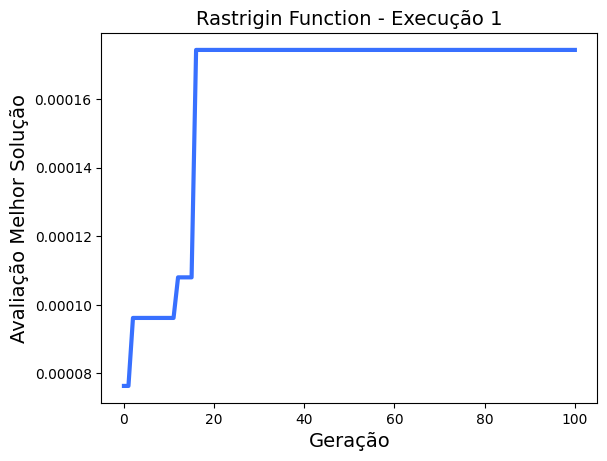 Rastrigin Function - Execução 1
Avaliação Melhor Solução
0.00016
0.00014
0.00012
0.00010
0.00008
0 20 40 60 80 100
Geração